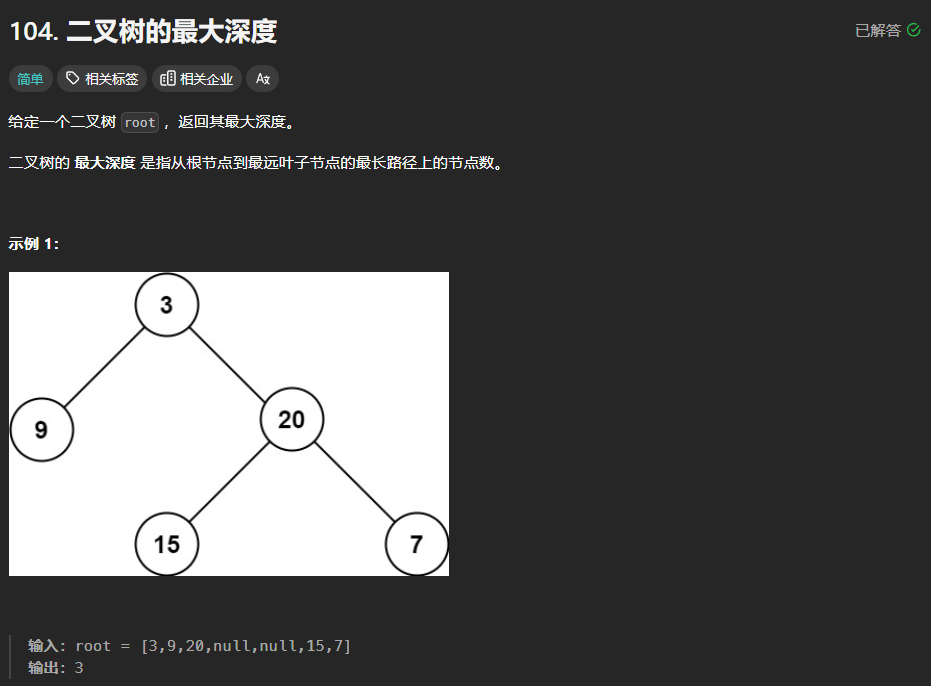 104. 二叉树的最大深度
已解答
简单 相关标签 相关企业 Ax
给定一个二叉树 root ，返回其最大深度。
二叉树的 最大深度 是指从根节点到最远叶子节点的最长路径上的节点数。
示例 1：
3
9
20
15
7
输入：root = [3,9,20,null,null,15,7]
输出：3